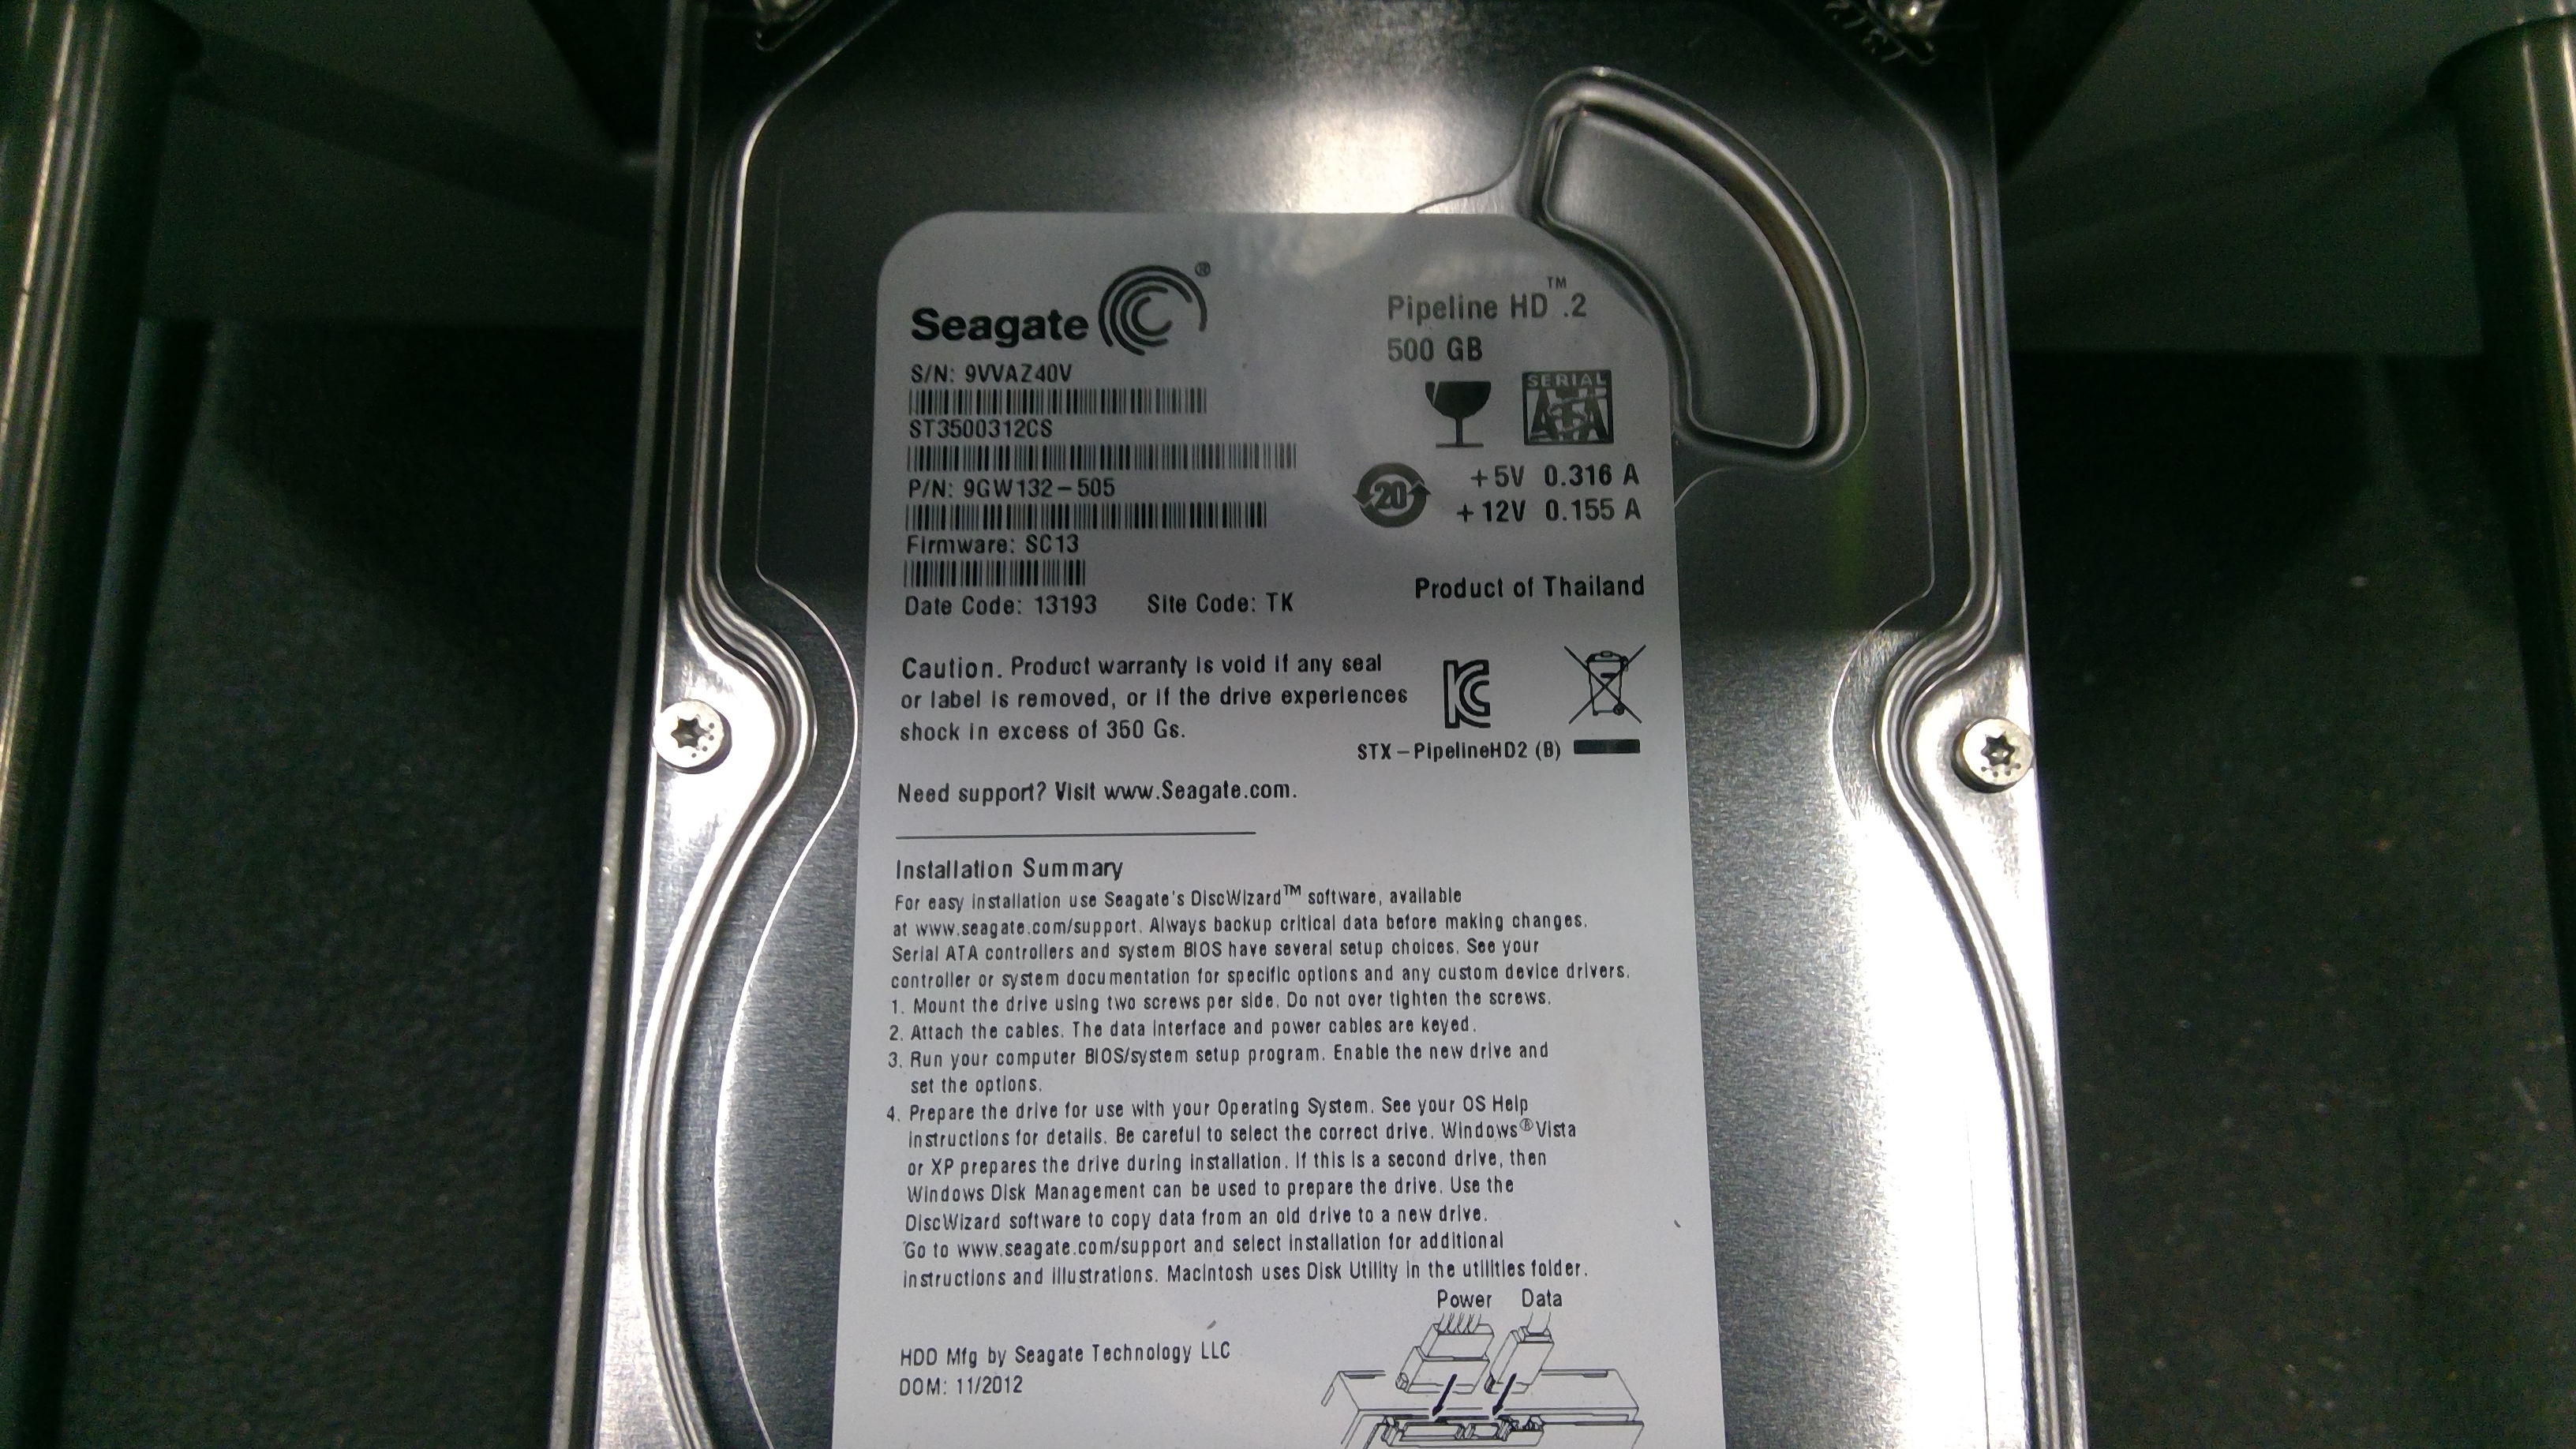 Seagate®
S/N: 9VVAZ40V
ST3500312CS
P/N: 9GW132-505
Firmware: SC13
Date Code: 13193 Site Code: TK
Pipeline HD™.2
500 GB
SERIAL
ATA
20
+5V 0.316 A
+12V 0.155 A
Product of Thailand
Caution. Product warranty is void if any seal
or label is removed, or if the drive experiences
shock in excess of 350 Gs.
STX-PipelineHD2 (B)
Need support? Visit www.Seagate.com.
Installation Summary
For easy installation use Seagate's DiscWizard™ software, available
at www.seagate.com/support. Always backup critical data before making changes.
Serial ATA controllers and system BIOS have several setup choices. See your
controller or system documentation for specific options and any custom device drivers.
1. Mount the drive using two screws per side. Do not over tighten the screws.
2. Attach the cables. The data interface and power cables are keyed.
3. Run your computer BIOS/system setup program. Enable the new drive and
set the options.
4. Prepare the drive for use with your Operating System. See your OS Help
instructions for details. Be careful to select the correct drive. Windows® Vista
or XP prepares the drive during installation. If this is a second drive, then
Windows Disk Management can be used to prepare the drive. Use the
DiscWizard software to copy data from an old drive to a new drive.
Go to www.seagate.com/support and select installation for additional
instructions and illustrations. Macintosh uses Disk Utility in the utilities folder.
Power Data
HDD Mfg by Seagate Technology LLC
DOM: 11/2012